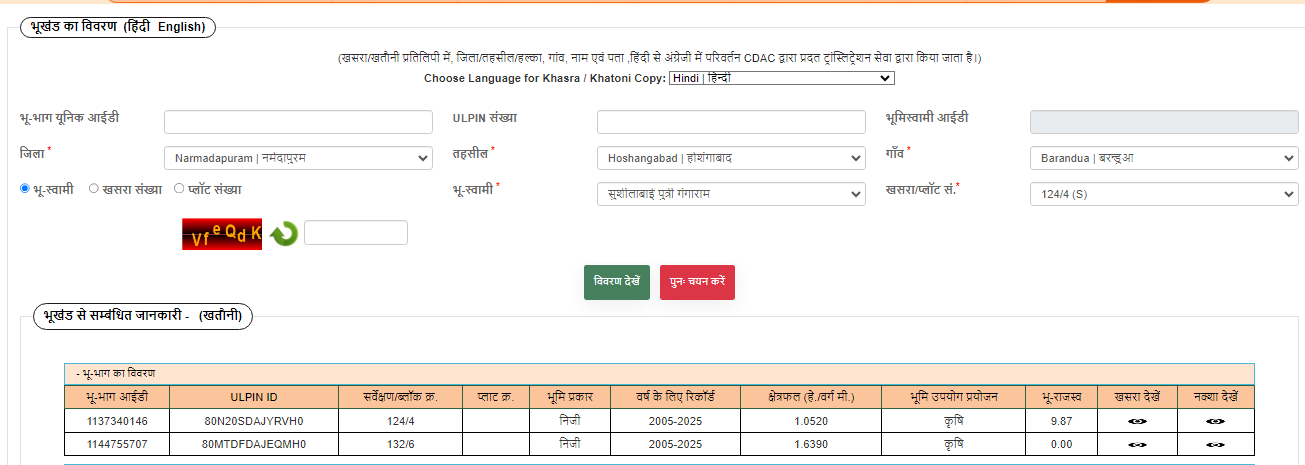 भूखंड का विवरण (हिंदी English)
(खसरा/खतौनी प्रतिलिपी में, जिला/तहसील/हल्का, गांव, नाम एवं पता ,हिंदी से अंग्रेजी में परिवर्तन CDAC द्वारा प्रदत ट्रांस्लिट्रेशन सेवा द्वारा किया जाता है।)
Choose Language for Khasra / Khatoni Copy: Hindi | हिन्दी
भू-भाग यूनिक आईडी ULPIN संख्या भूमिस्वामी आईडी
जिला * Narmadapuram | नर्मदापुरम तहसील * Hoshangabad | होशंगाबाद गाँव * Barandua | बरन्डुआ
भू-स्वामी खसरा संख्या प्लॉट संख्या भू-स्वामी * सुशीलाबाई पुत्री गंगाराम खसरा/प्लॉट सं.* 124/4 (S)
VfeQdK
विवरण देखें पुनः चयन करें
भूखंड से सम्बंधित जानकारी - (खतौनी)
- भू-भाग का विवरण
भू-भाग आईडी ULPIN ID सर्वेक्षण/ब्लॉक क्र. प्लाट क्र. भूमि प्रकार वर्ष के लिए रिकॉर्ड क्षेत्रफल (हे./वर्ग मी.) भूमि उपयोग प्रयोजन भू-राजस्व खसरा देखें नक्शा देखें
1137340146 80N20SDAJYRVH0 124/4 निजी 2005-2025 1.0520 कृषि 9.87
1144755707 80MTDFDAJEQMH0 132/6 निजी 2005-2025 1.6390 कृषि 0.00